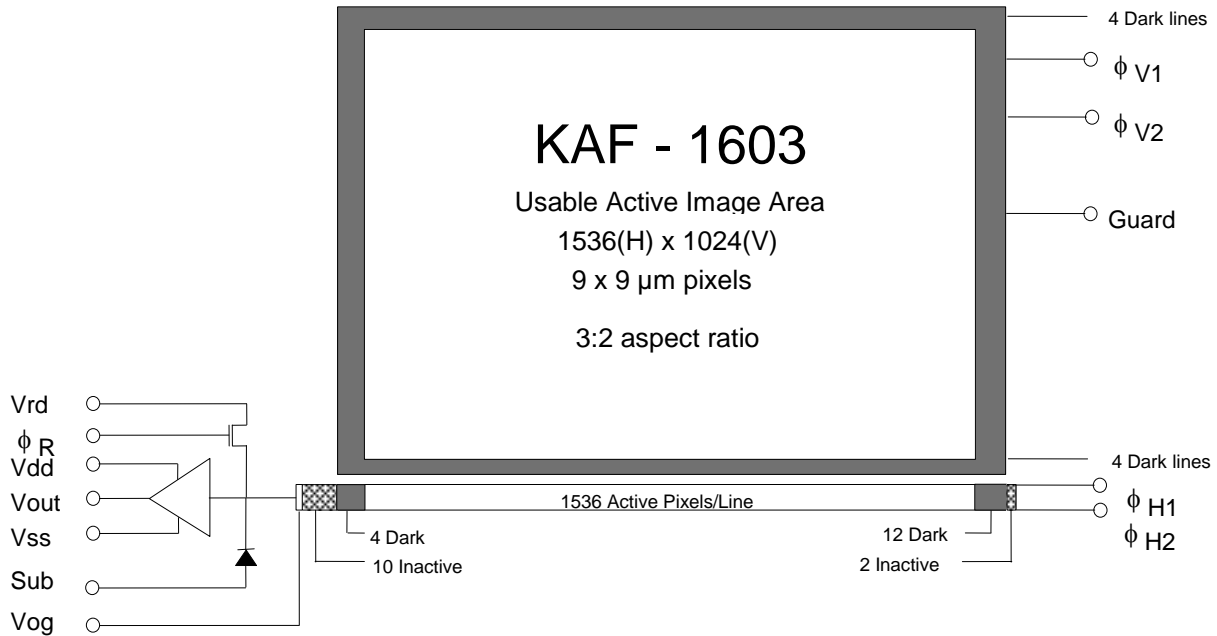 4 Dark lines
ϕ V1
ϕ V2
KAF - 1603
Usable Active Image Area
1536(H) x 1024(V)
9 x 9 µm pixels
3:2 aspect ratio
Guard
Vrd
ϕ R
Vdd
Vout
Vss
Sub
Vog
4 Dark lines
1536 Active Pixels/Line
ϕ H1
ϕ H2
4 Dark
10 Inactive
12 Dark
2 Inactive